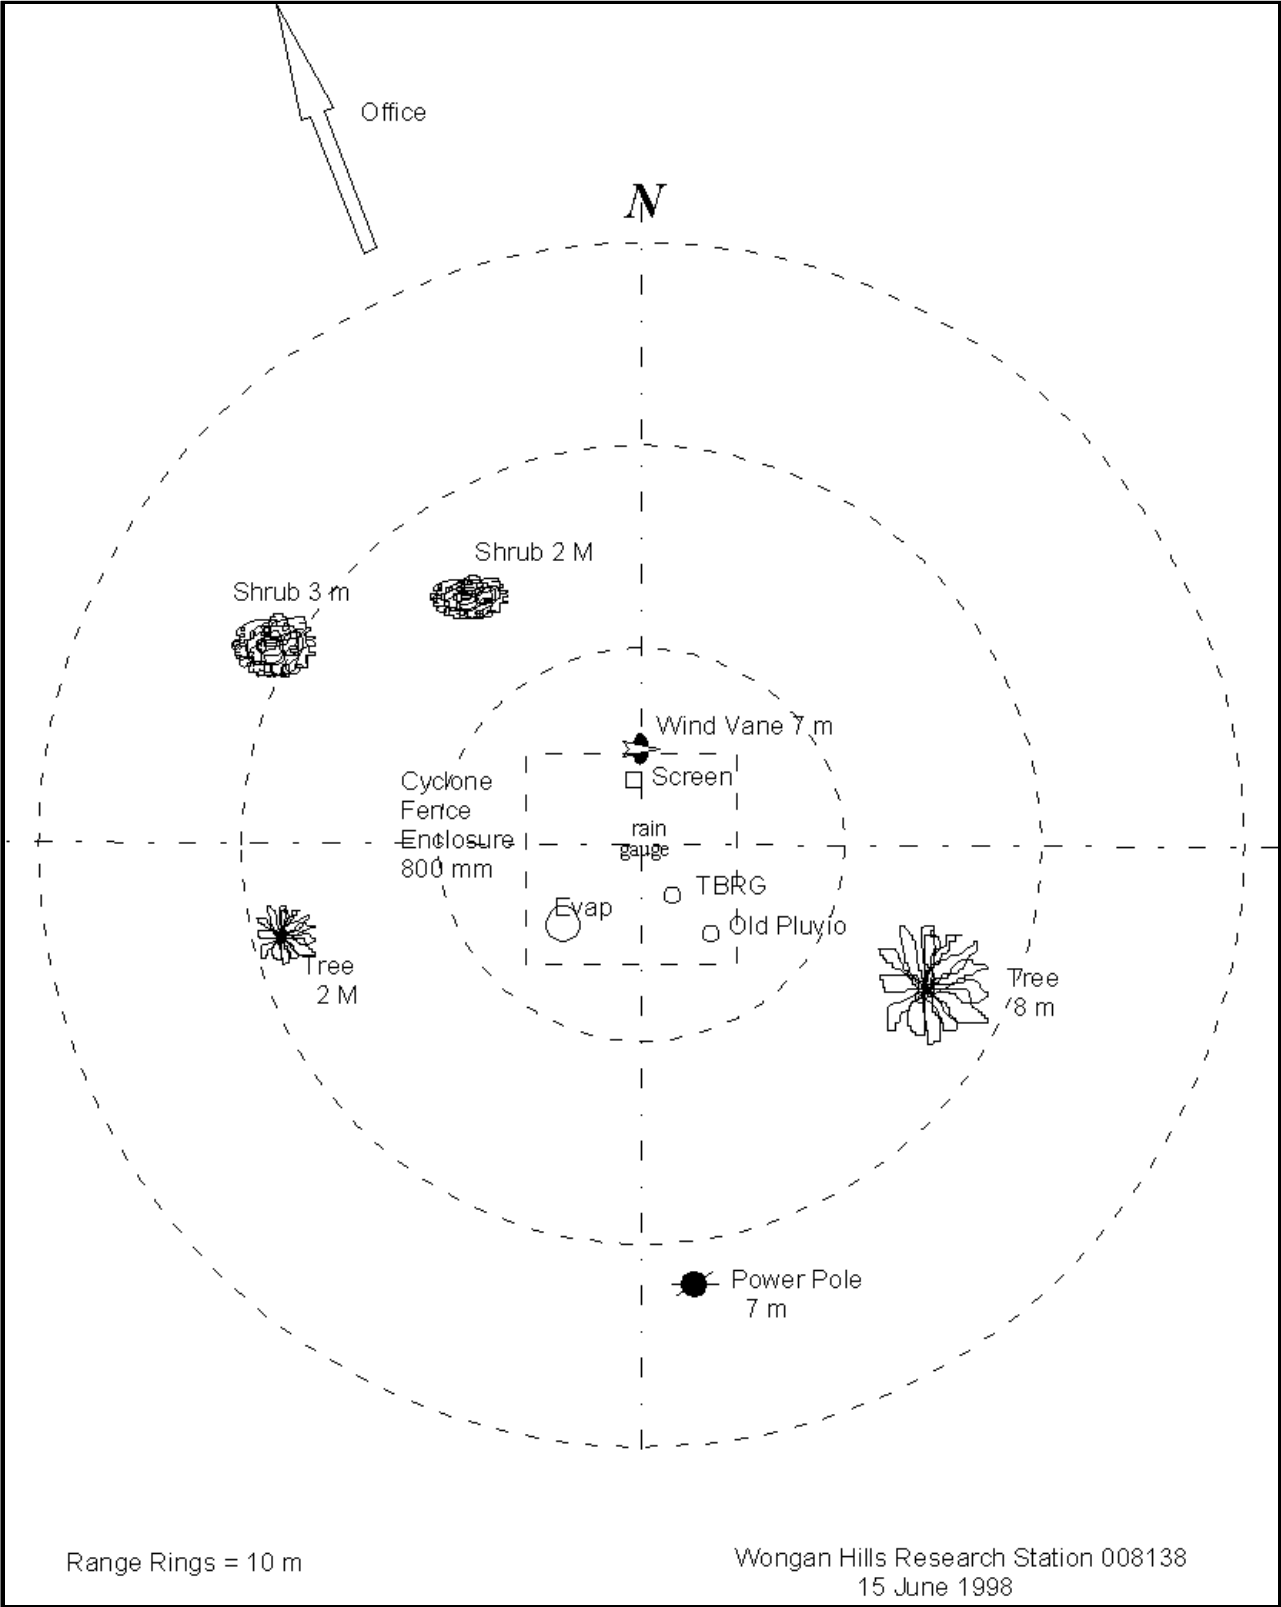 Office
N
Shrub 2 M
Shrub 3 m
Wind Vane 7 m
Screen
Cyclone
Fence
Enclosure
800 mm
rain
gauge
TBRG
Evap
Old Pluvio
Tree
2 M
Tree
8 m
Power Pole
7 m
Range Rings = 10 m
Wongan Hills Research Station 008138
15 June 1998